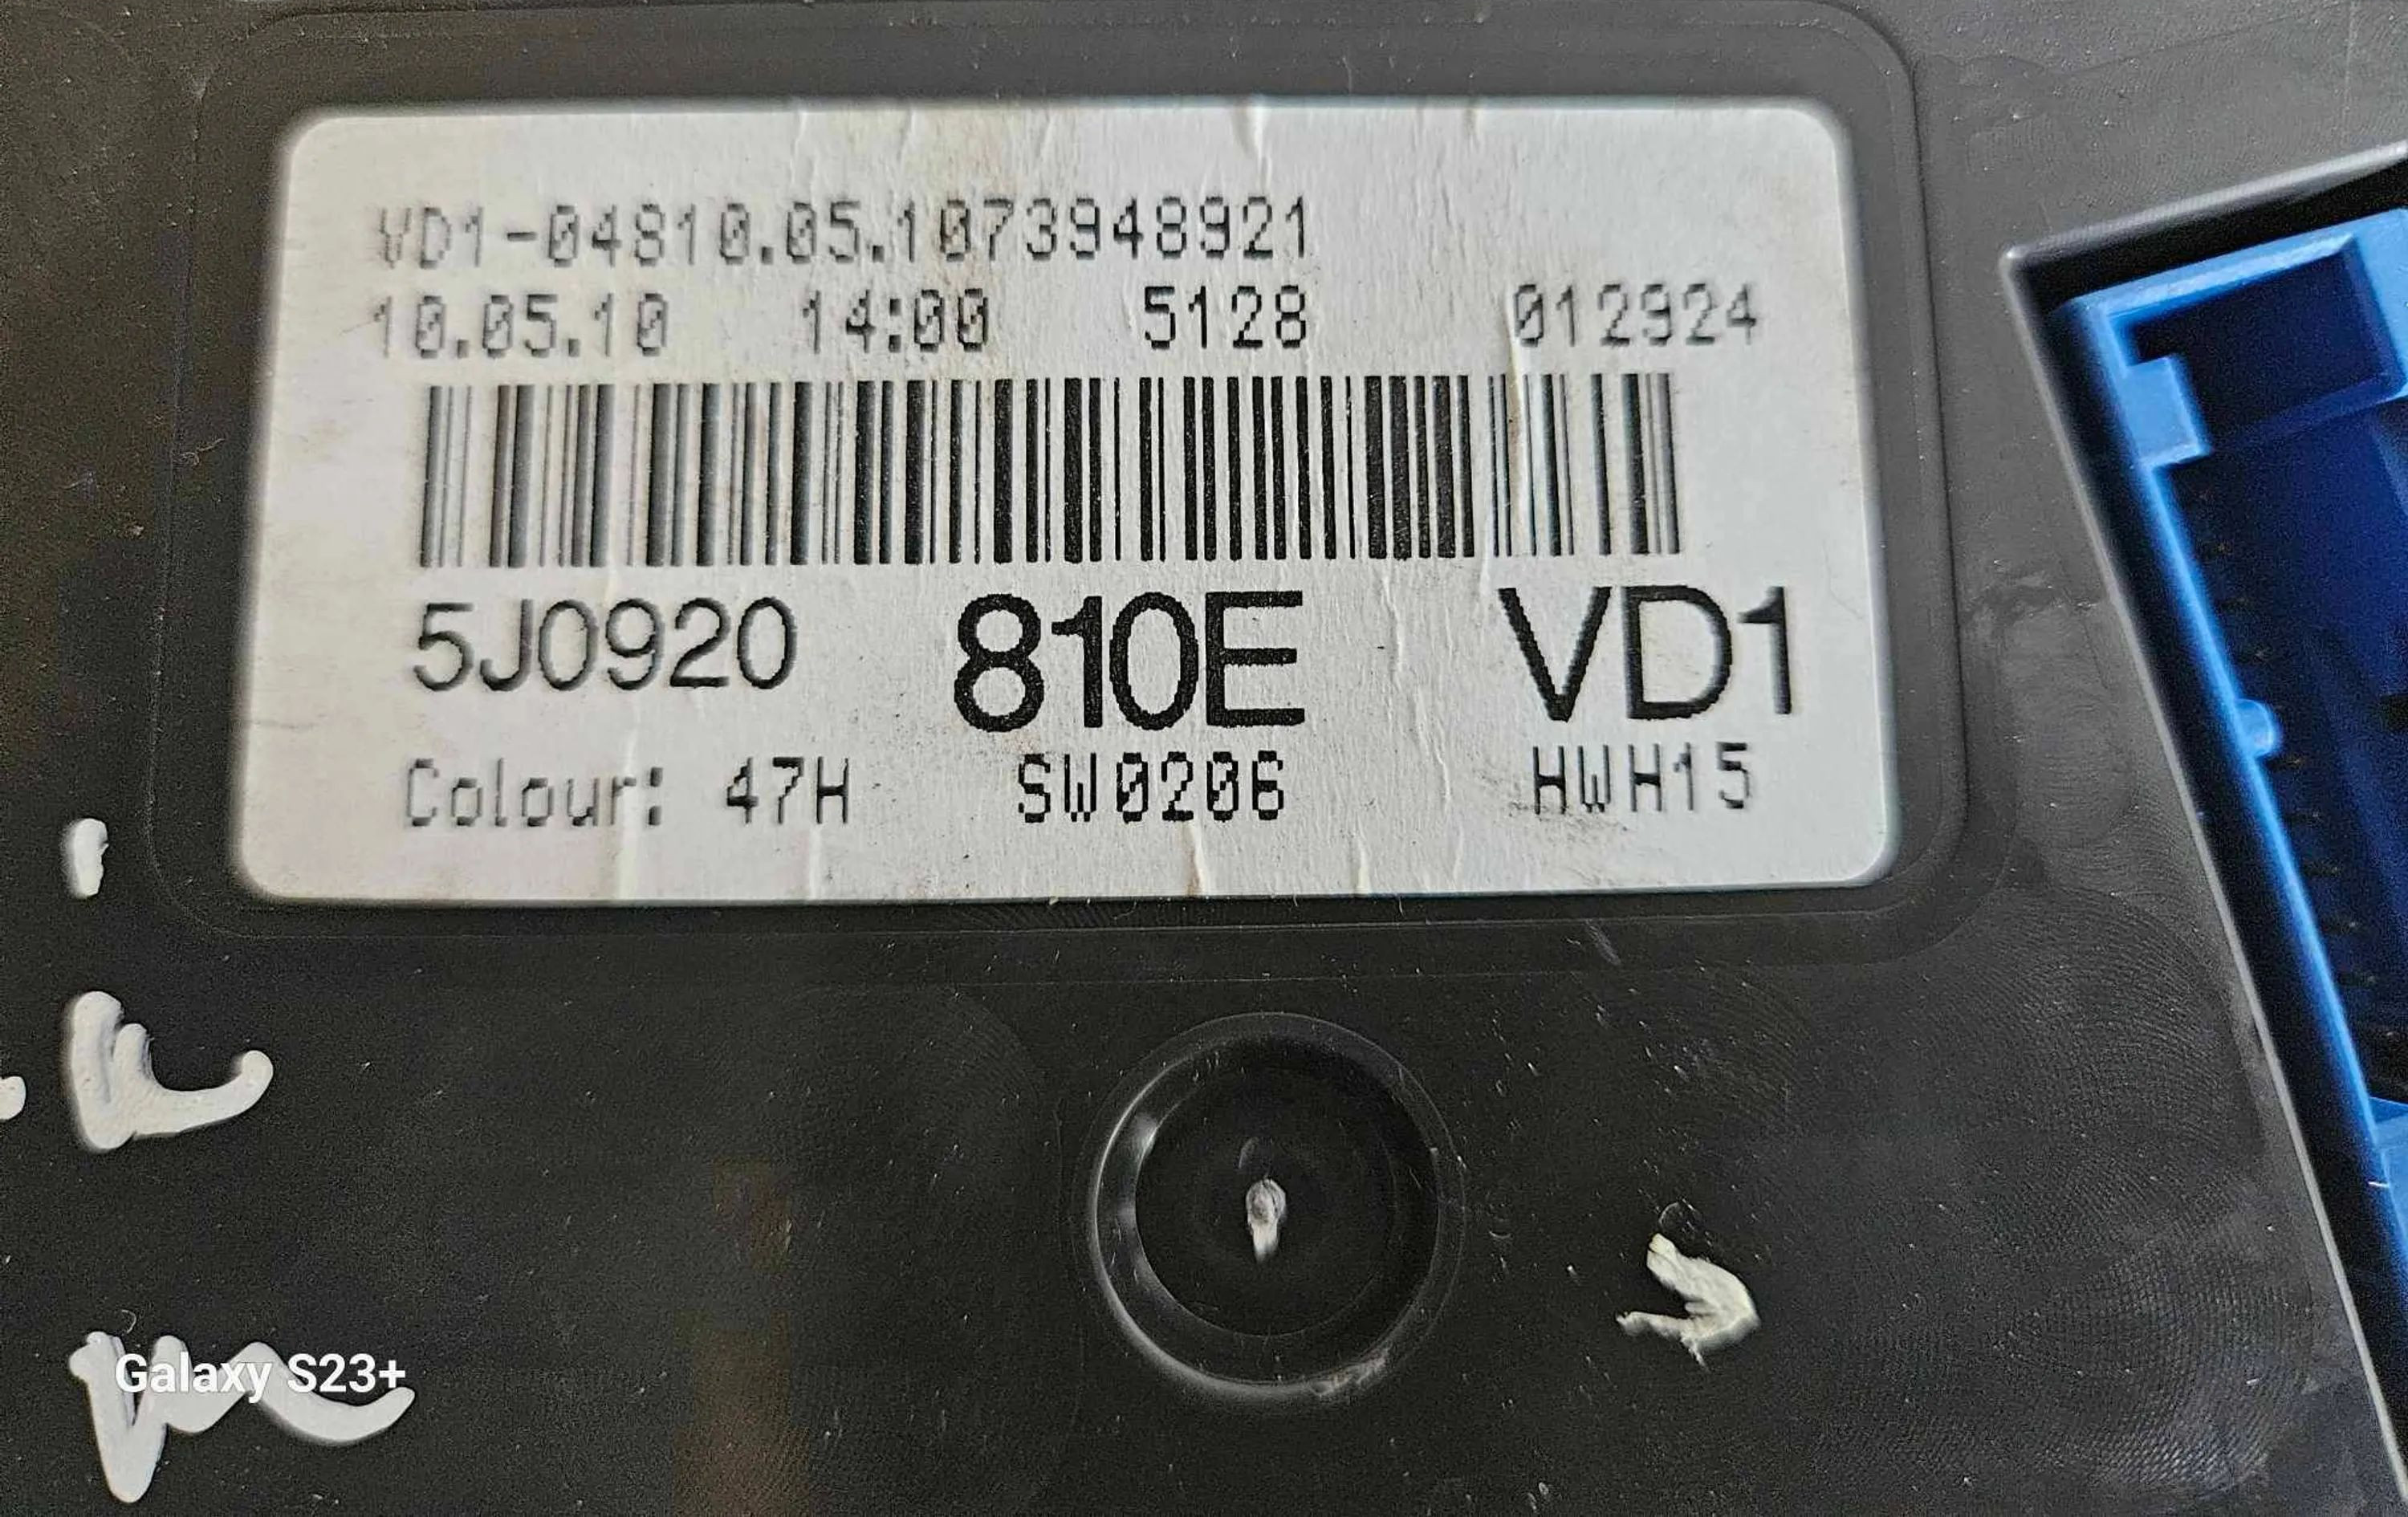 VD1-04810.05.1073948921
10.05.10 14:00 5128 012924
5J0920 810E VD1
Colour: 47H SW0206 HWH15
Galaxy S23+